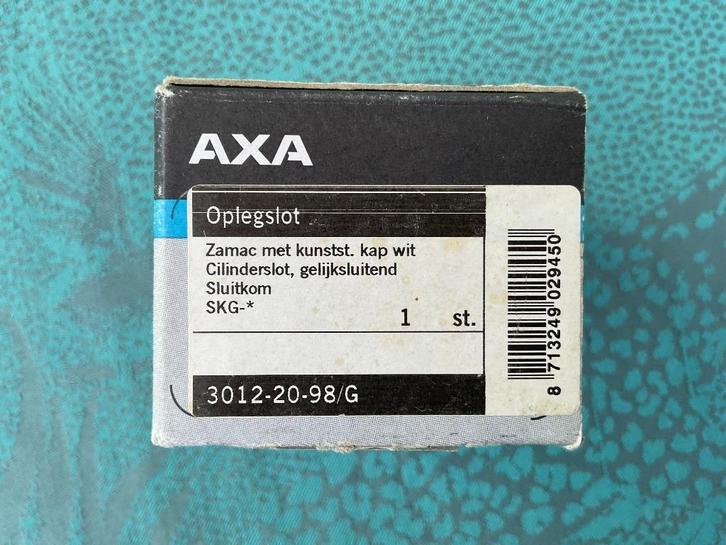 AXA
Oplegslot
Zamac met kunstst. kap wit
Cilinderslot, gelijksluitend
Sluitkom
SKG-*
1 st.
3012-20-98/G
8 713249 029450